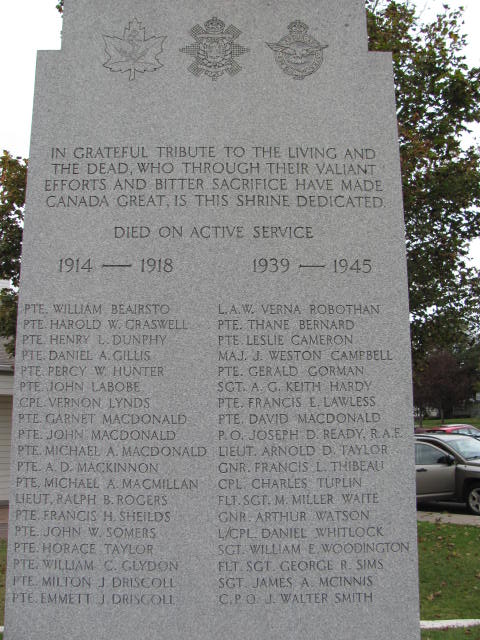 IN GRATEFUL TRIBUTE TO THE LIVING AND
THE DEAD, WHO THROUGH THEIR VALIANT
EFFORTS AND BITTER SACRIFICE HAVE MADE
CANADA GREAT, IS THIS SHRINE DEDICATED.
DIED ON ACTIVE SERVICE
1914 — 1918
PTE. WILLIAM BEAIRSTO
PTE. HAROLD W. CRASWELL
PTE. HENRY L. DUNPHY
PTE. DANIEL A. GILLIS
PTE. PERCY W. HUNTER
PTE. JOHN LABOBE
CPL. VERNON LYNDS
PTE. GARNET MACDONALD
PTE. JOHN MACDONALD
PTE. MICHAEL A. MACDONALD
PTE. A. D. MACKINNON
PTE. MICHAEL A. MACMILLAN
LIEUT. RALPH B. ROGERS
PTE. FRANCIS H. SHEILDS
PTE. JOHN W. SOMERS
PTE. HORACE TAYLOR
PTE. WILLIAM C. GLYDON
PTE. MILTON J. DRISCOLL
PTE. EMMETT J. DRISCOLL
1939 — 1945
L.A.W. VERNA ROBOTHAN
PTE. THANE BERNARD
PTE. LESLIE CAMERON
MAJ. J. WESTON CAMPBELL
PTE. GERALD GORMAN
SGT. A. G. KEITH HARDY
PTE. FRANCIS E. LAWLESS
PTE. DAVID MACDONALD
P.O. JOSEPH D. READY, R.A.F.
LIEUT. ARNOLD D. TAYLOR
GNR. FRANCIS L. THIBEAU
CPL. CHARLES TUPLIN
FLT. SGT. M. MILLER WAITE
GNR. ARTHUR WATSON
L/CPL. DANIEL WHITLOCK
SGT. WILLIAM E. WOODINGTON
FLT. SGT. GEORGE R. SIMS
SGT. JAMES A. MCINNIS
C.P.O. J. WALTER SMITH